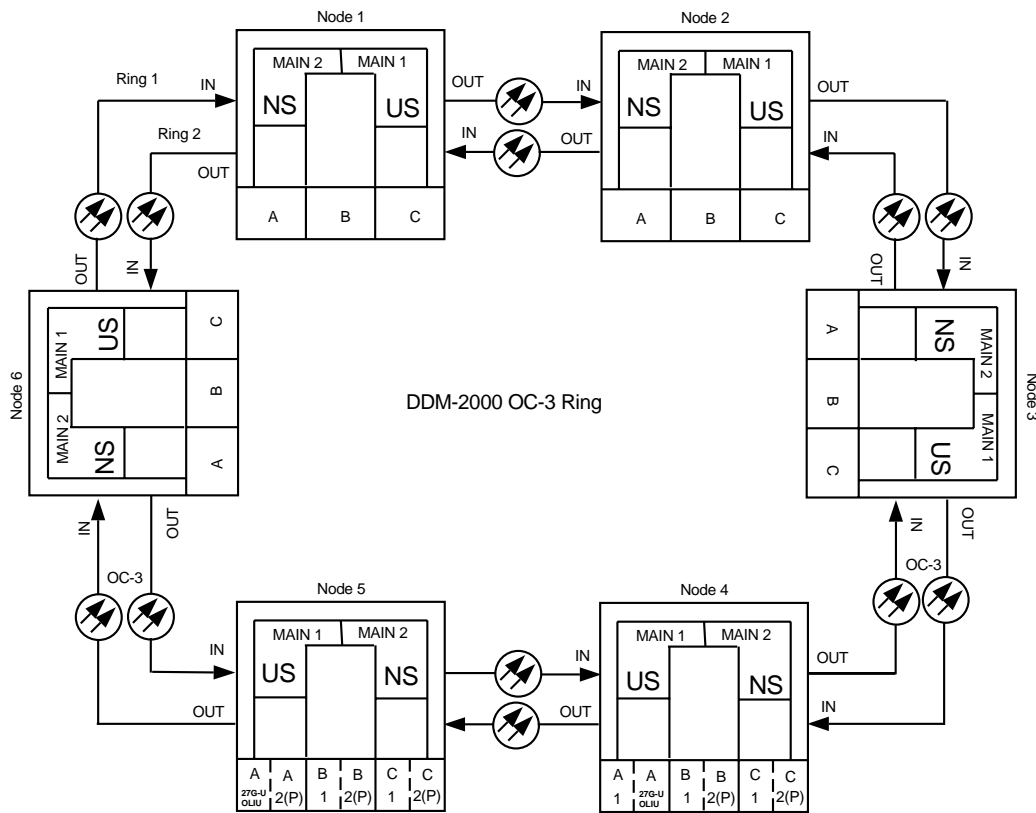 Node 1
Node 2
MAIN 2 MAIN 1
MAIN 2 MAIN 1
Ring 1
IN
OUT
IN
OUT
NS
US
NS
US
Ring 2
OUT
IN
OUT
IN
A B C
A B C
OUT
IN
OUT
IN
Node 6
MAIN 1
US
C
MAIN 2
NS
B
A
DDM-2000 OC-3 Ring
A
NS
MAIN 2
B
C
US
MAIN 1
Node 3
IN
OUT
IN
OUT
OC-3
OC-3
Node 5
Node 4
MAIN 1 MAIN 2
MAIN 1 MAIN 2
IN
IN
OUT
US
NS
US
NS
OUT
OUT
IN
A
27G-U
OLIU
A
2(P)
B
1
B
2(P)
C
1
C
2(P)
A
1
A
27G-U
OLIU
B
1
B
2(P)
C
1
C
2(P)